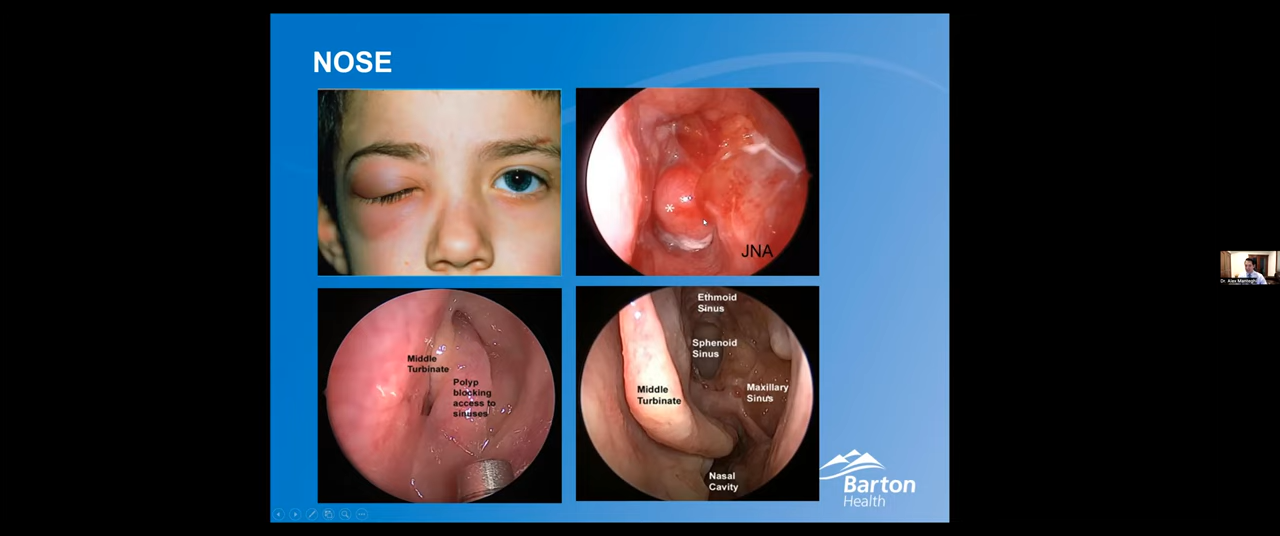 NOSE
*
JNA
Middle
Turbinate
Polyp
blocking
access to
sinuses
Ethmoid
Sinus
Sphenoid
Sinus
Middle
Turbinate
Maxillary
Sinus
Nasal
Cavity
Barton
Health